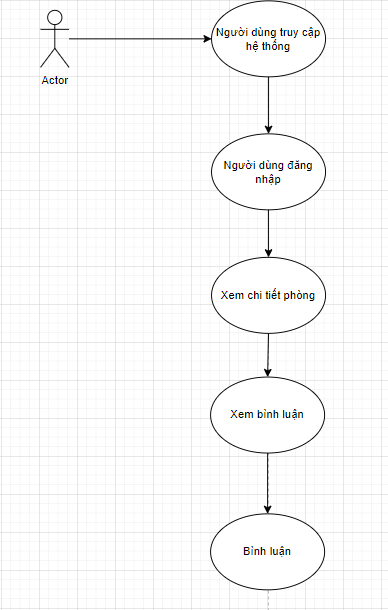 Người dùng truy cập
hệ thống
Actor
Người dùng đăng
nhập
Xem chi tiết phòng
Xem bình luận
Bình luận